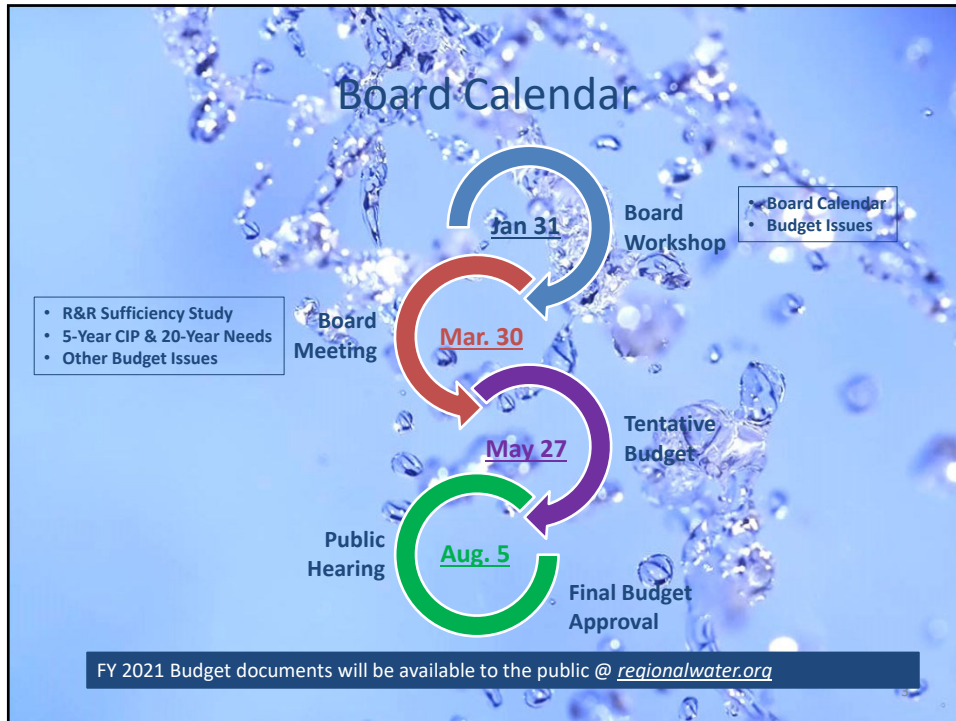 Board Calendar
Jan 31
Board
Workshop
• Board Calendar
• Budget Issues
• R&R Sufficiency Study
• 5-Year CIP & 20-Year Needs
• Other Budget Issues
Board
Meeting
Mar. 30
May 27
Tentative
Budget
Public
Hearing
Aug. 5
Final Budget
Approval
FY 2021 Budget documents will be available to the public @ regionalwater.org